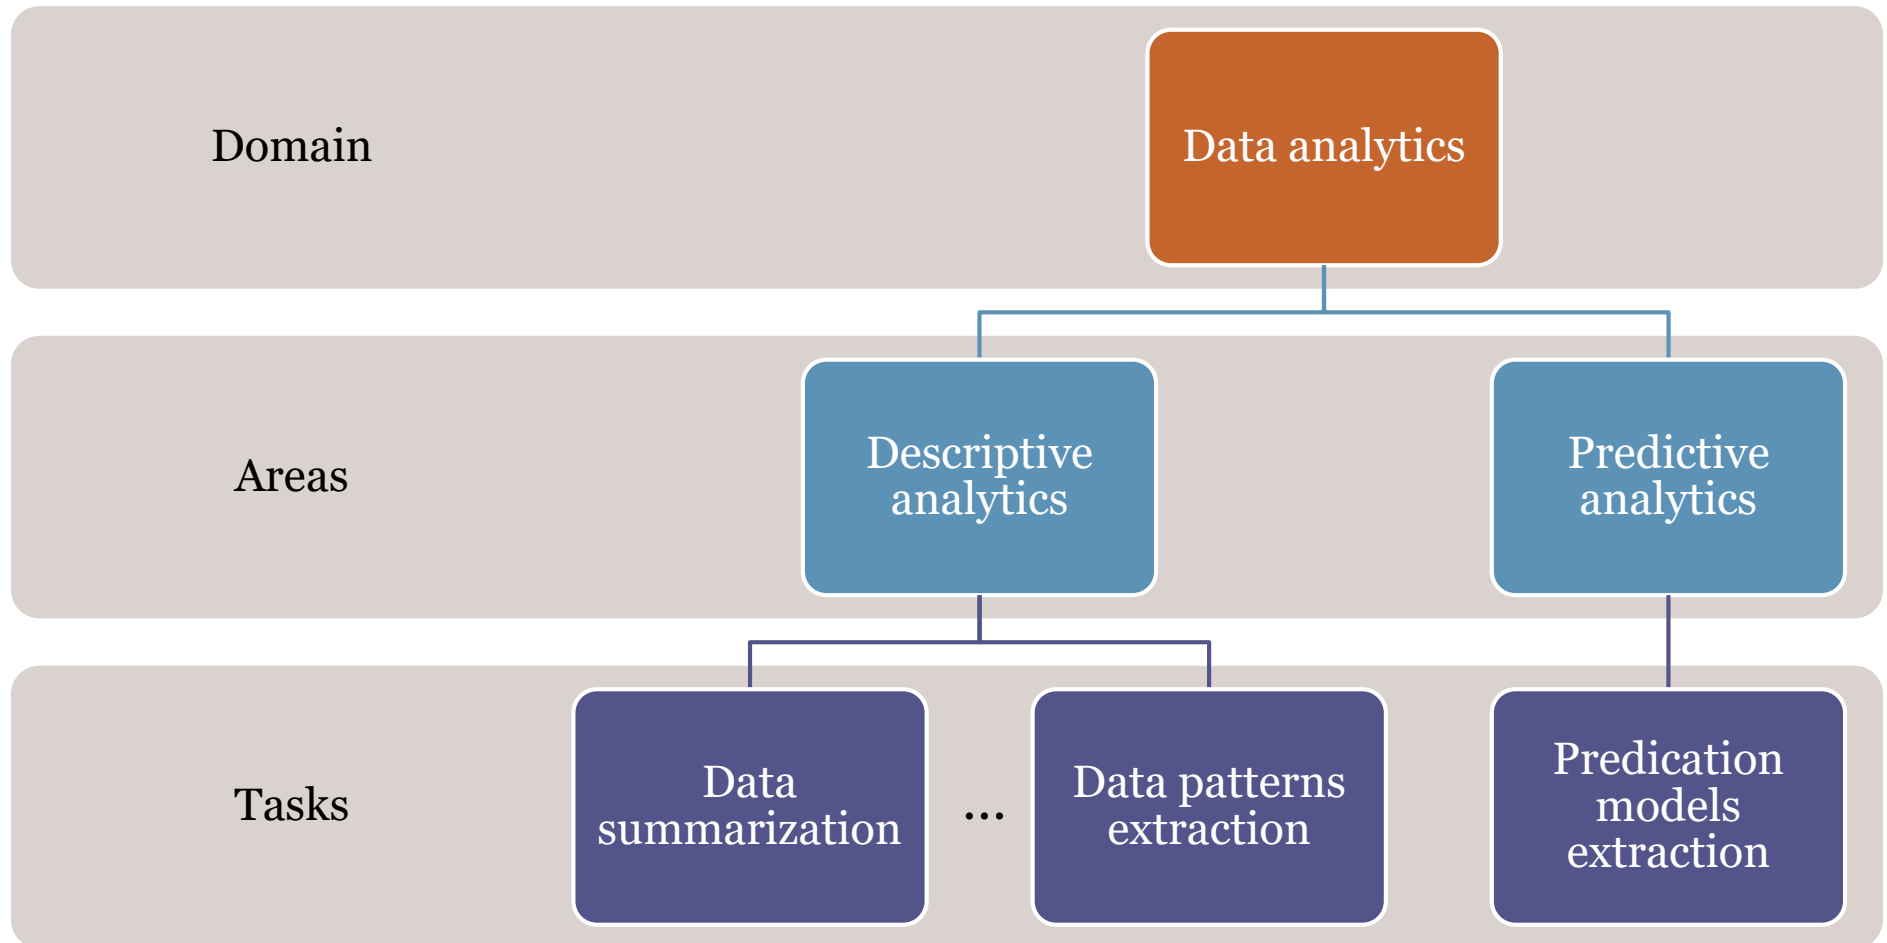 Domain
Data analytics
Areas
Descriptive
analytics
Predictive
analytics
Tasks
Data
summarization
...
Data patterns
extraction
Predication
models
extraction